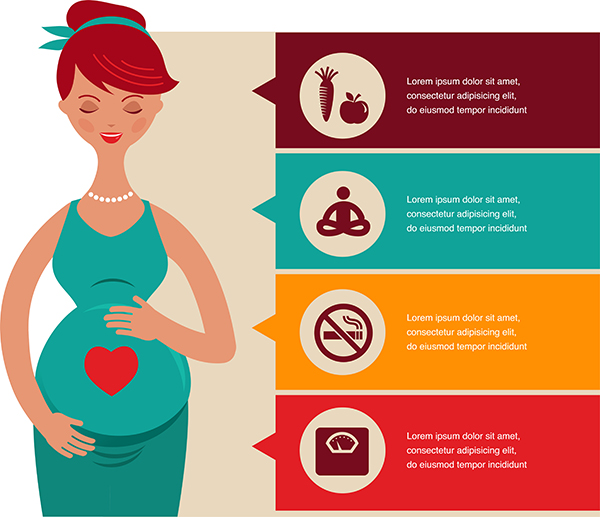 Lorem ipsum dolor sit amet,
consectetur adipisicing elit,
do eiusmod tempor incididunt
Lorem ipsum dolor sit amet,
consectetur adipisicing elit,
do eiusmod tempor incididunt
Lorem ipsum dolor sit amet,
consectetur adipisicing elit,
do eiusmod tempor incididunt
Lorem ipsum dolor sit amet,
consectetur adipisicing elit,
do eiusmod tempor incididunt